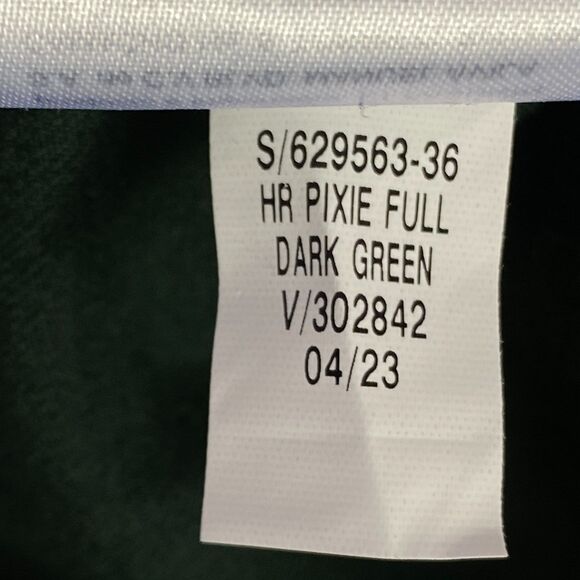 S/629563-36
HR PIXIE FULL
DARK GREEN
V/302842
04/23